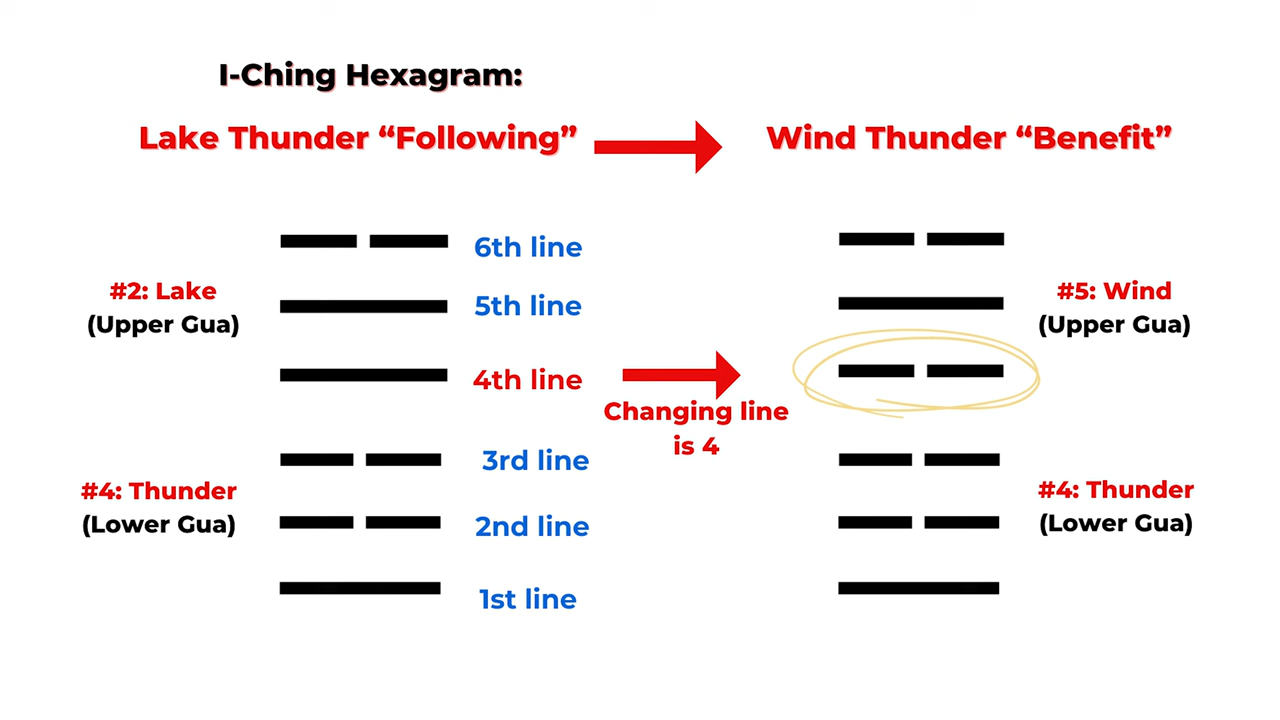 I-Ching Hexagram:
Lake Thunder “Following”
Wind Thunder “Benefit”
6th line
#2: Lake
(Upper Gua)
5th line
#5: Wind
(Upper Gua)
4th line
Changing line
is 4
3rd line
#4: Thunder
(Lower Gua)
2nd line
#4: Thunder
(Lower Gua)
1st line